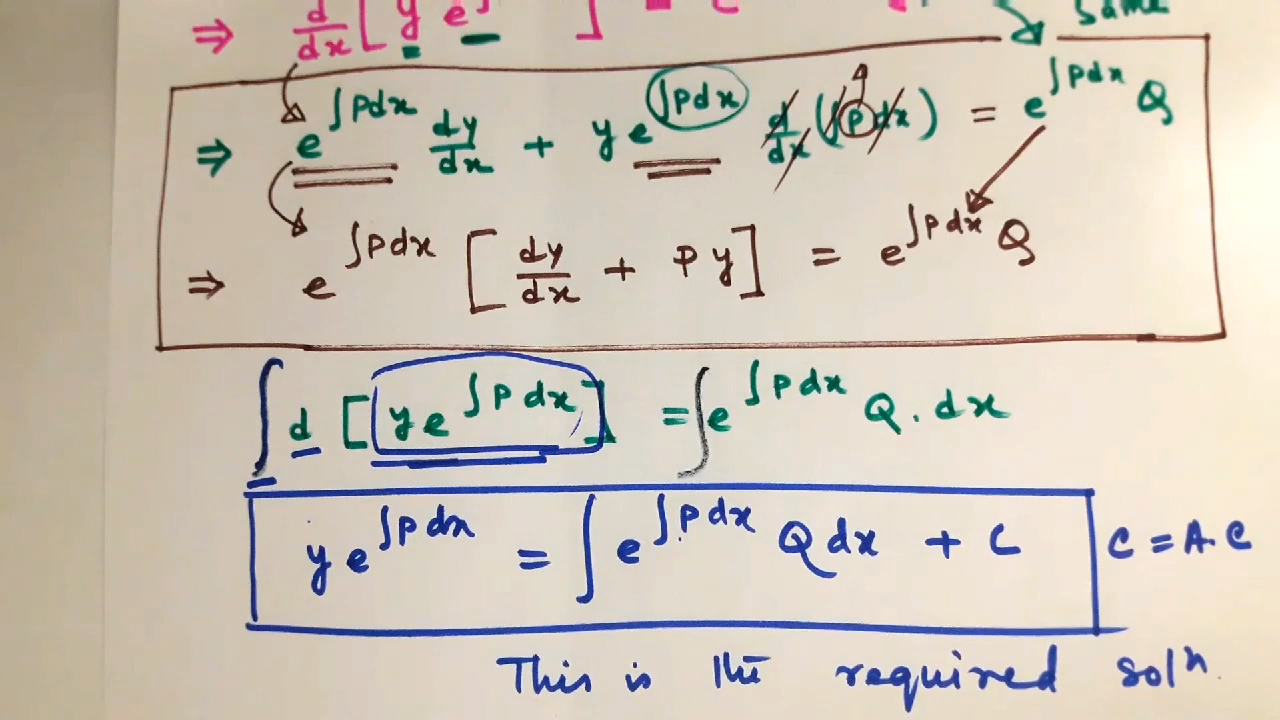 ⇒ d/dx [ y e^∫ ] =
same
⇒ e^∫Pdx dy/dx + y e^∫Pdx d/dx (∫Pdx) = e^∫Pdx Q
⇒ e^∫Pdx [ dy/dx + Py ] = e^∫Pdx Q
∫ d [ y e^∫Pdx ] = ∫ e^∫Pdx Q . dx
y e^∫Pdx = ∫ e^∫Pdx Q dx + C C = A.C
This is the required solⁿ.